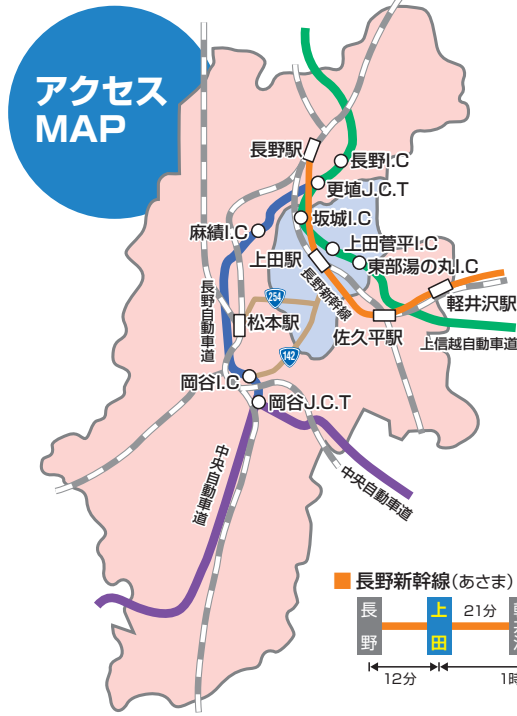 アクセス
MAP
長野駅
長野I.C
更埴J.C.T
坂城I.C
麻績I.C
上田菅平I.C
上田駅
東部湯の丸I.C
長野新幹線
軽井沢駅
254
長野自動車道
松本駅
佐久平駅
上信越自動車道
142
岡谷I.C
岡谷J.C.T
中央自動車道
中央自動車道
長野新幹線(あさま)
長野
上田
21分
12分
1時